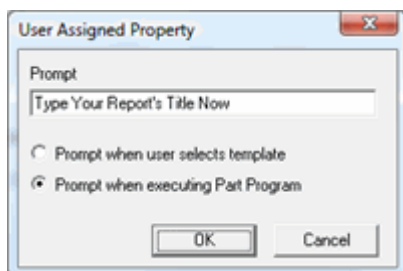 User Assigned Property
Prompt
Type Your Report's Title Now
Prompt when user selects template
Prompt when executing Part Program
OK
Cancel